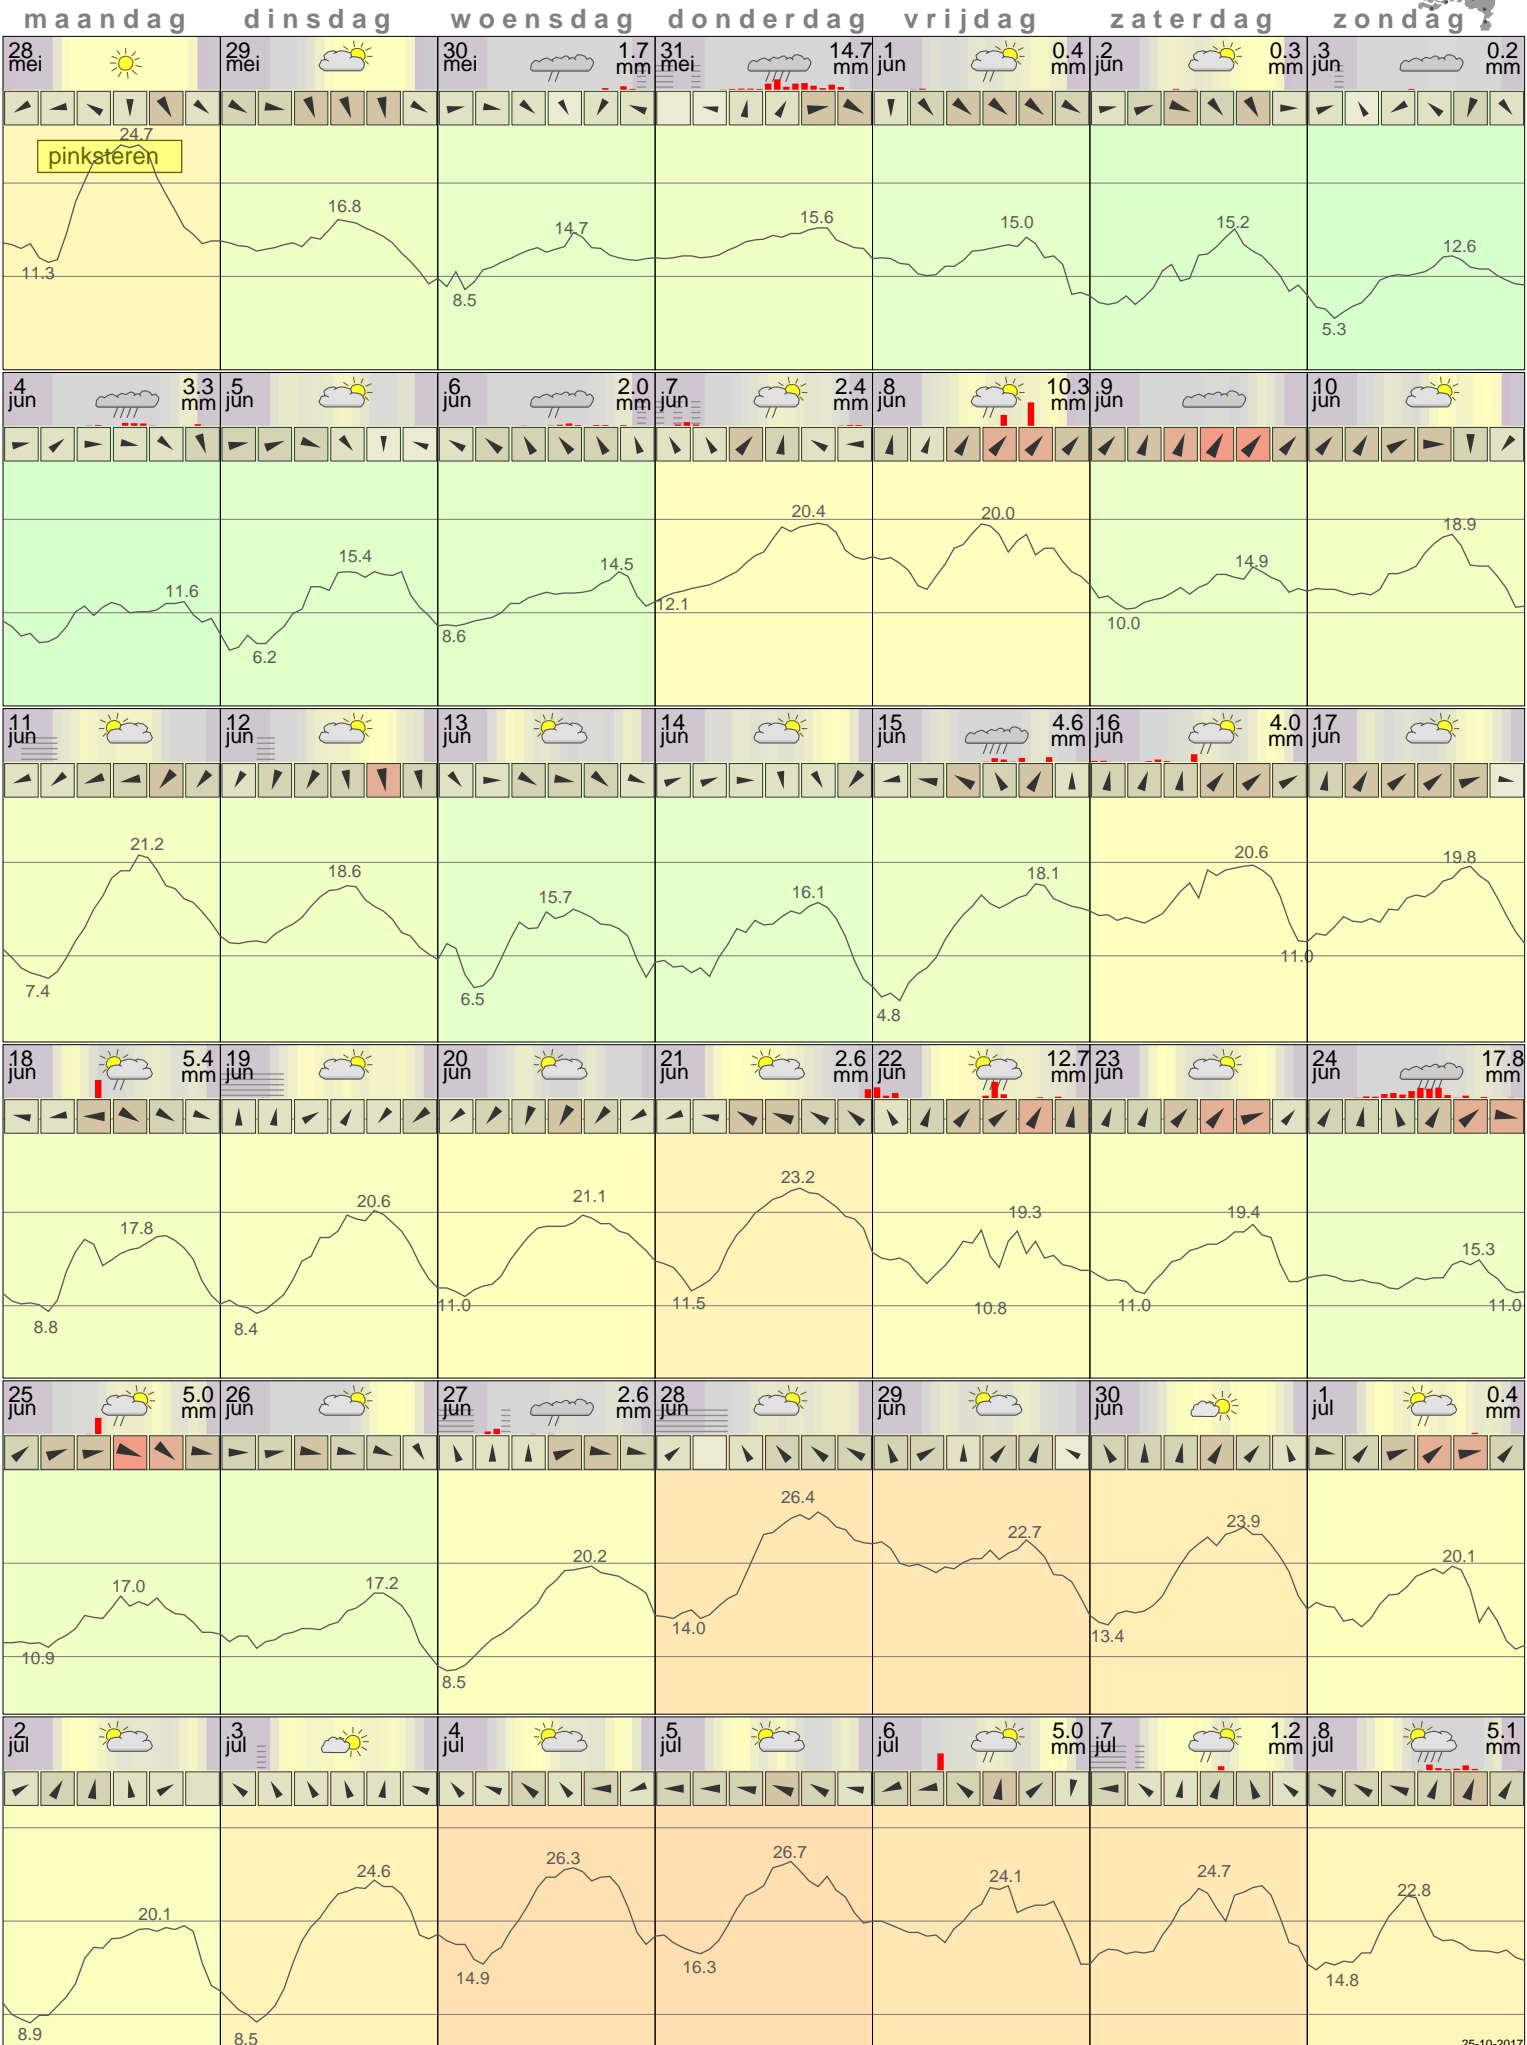 maandag dinsdag woensdag donderdag vrijdag zaterdag zondag
28 29 30 1.7 31 14.7 .1 0.4 .2 0.3 .3 0.2
mei mei mei mm mei mm jun mm jun mm jun mm
24.7
pinksteren
11.3 16.8 8.5 14.7 15.6 15.0 15.2 5.3 12.6
.4 3.3 .5 .6 2.0 .7 2.4 .8 10.3 .9 10
jun mm jun jun mm jun mm jun mm jun jun
11.6 6.2 15.4 8.6 14.5 12.1 20.4 20.0 10.0 14.9 18.9
11 12 13 14 15 4.6 16 4.0 17
jun jun jun jun jun mm jun mm jun
7.4 21.2 18.6 6.5 15.7 16.1 4.8 18.1 20.6 11.0 19.8
18 5.4 19 20 21 2.6 22 12.7 23 24 17.8
jun mm jun jun jun mm jun mm jun jun mm
8.8 17.8 8.4 20.6 11.0 21.1 11.5 23.2 10.8 19.3 11.0 19.4 15.3 11.0
25 5.0 26 27 2.6 28 29 30 .1 0.4
jun mm jun jun mm jun jun jun jul mm
10.9 17.0 17.2 8.5 20.2 14.0 26.4 22.7 13.4 23.9 20.1
.2 .3 .4 .5 .6 5.0 .7 1.2 .8 5.1
jul jul jul jul jul mm jul mm jul mm
8.9 20.1 8.5 24.6 14.9 26.3 16.3 26.7 24.1 24.7 14.8 22.8
25-10-2017